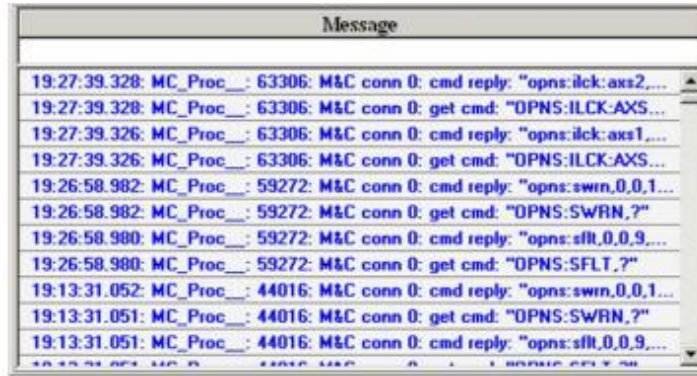 Message
19:27:39.328: MC_Proc__: 63306: M&C conn 0: cmd reply: "opns:ilck:axs2,...
19:27:39.328: MC_Proc__: 63306: M&C conn 0: get cmd: "OPNS:ILCK:AXS...
19:27:39.326: MC_Proc__: 63306: M&C conn 0: cmd reply: "opns:ilck:axs1,...
19:27:39.326: MC_Proc__: 63306: M&C conn 0: get cmd: "OPNS:ILCK:AXS...
19:26:58.982: MC_Proc__: 59272: M&C conn 0: cmd reply: "opns:swrn,0,0,1...
19:26:58.982: MC_Proc__: 59272: M&C conn 0: get cmd: "OPNS:SWRN,?"
19:26:58.980: MC_Proc__: 59272: M&C conn 0: cmd reply: "opns:sflt,0,0,9,...
19:26:58.980: MC_Proc__: 59272: M&C conn 0: get cmd: "OPNS:SFLT,?"
19:13:31.052: MC_Proc__: 44016: M&C conn 0: cmd reply: "opns:swrn,0,0,1...
19:13:31.051: MC_Proc__: 44016: M&C conn 0: get cmd: "OPNS:SWRN,?"
19:13:31.051: MC_Proc__: 44016: M&C conn 0: cmd reply: "opns:sflt,0,0,9,...